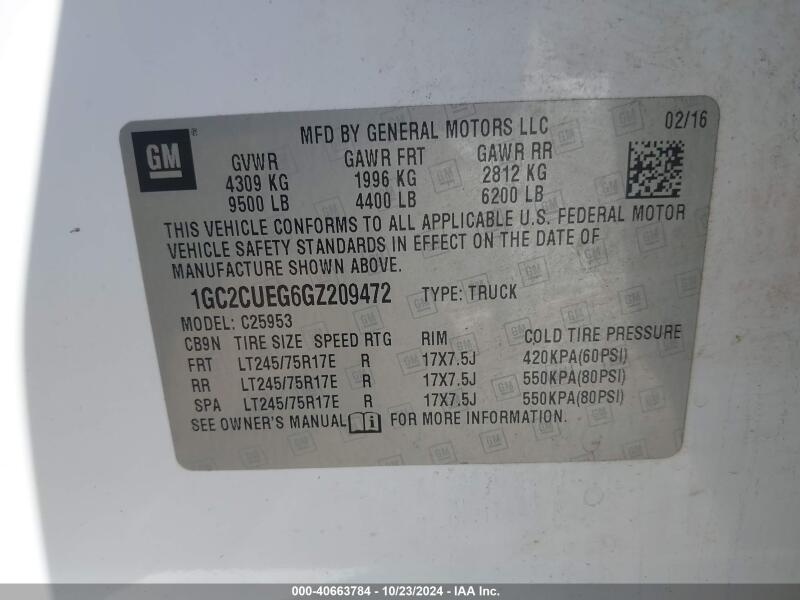 GM ®
MFD BY GENERAL MOTORS LLC 02/16
GVWR GAWR FRT GAWR RR
4309 KG 1996 KG 2812 KG
9500 LB 4400 LB 6200 LB
THIS VEHICLE CONFORMS TO ALL APPLICABLE U.S. FEDERAL MOTOR
VEHICLE SAFETY STANDARDS IN EFFECT ON THE DATE OF
MANUFACTURE SHOWN ABOVE.
1GC2CUEG6GZ209472 TYPE: TRUCK
MODEL: C25953
CB9N TIRE SIZE SPEED RTG RIM COLD TIRE PRESSURE
FRT LT245/75R17E R 17X7.5J 420KPA(60PSI)
RR LT245/75R17E R 17X7.5J 550KPA(80PSI)
SPA LT245/75R17E R 17X7.5J 550KPA(80PSI)
SEE OWNER'S MANUAL FOR MORE INFORMATION.
000-40663784 - 10/23/2024 - IAA Inc.